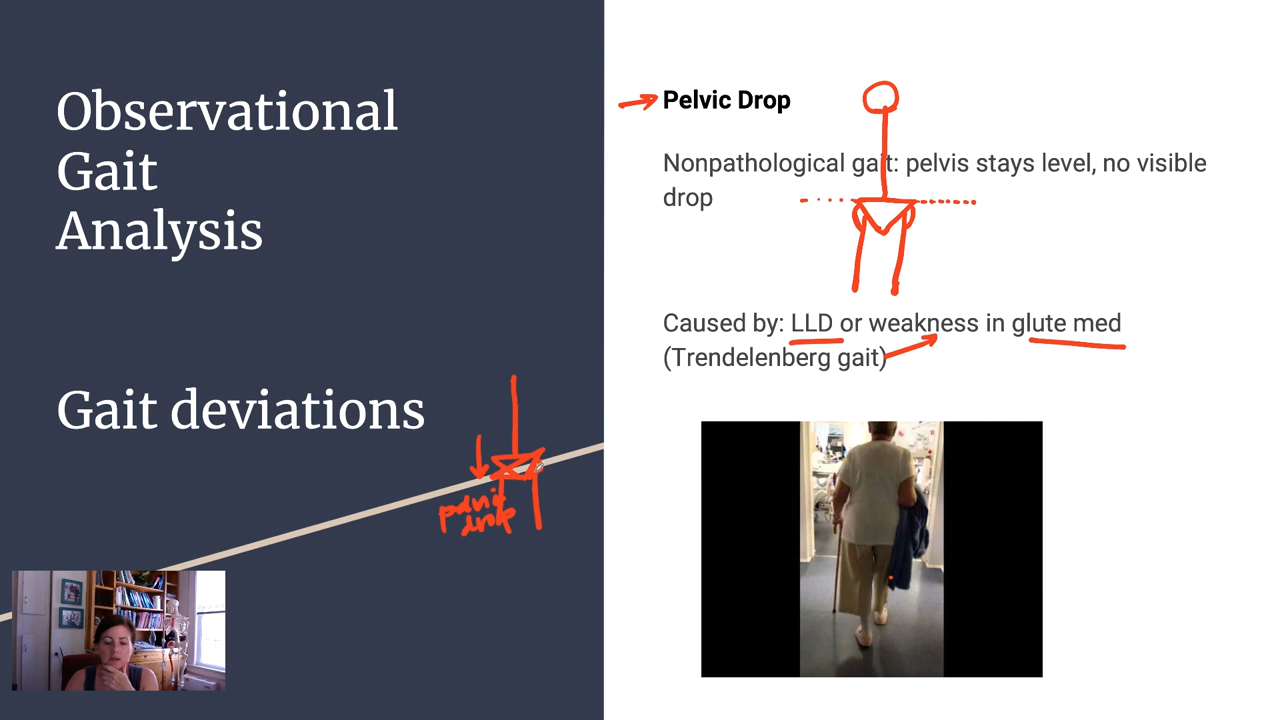 Observational
Gait
Analysis
Gait deviations
pelvic
drop
Pelvic Drop
Nonpathological gait: pelvis stays level, no visible
drop
Caused by: LLD or weakness in glute med
(Trendelenberg gait)